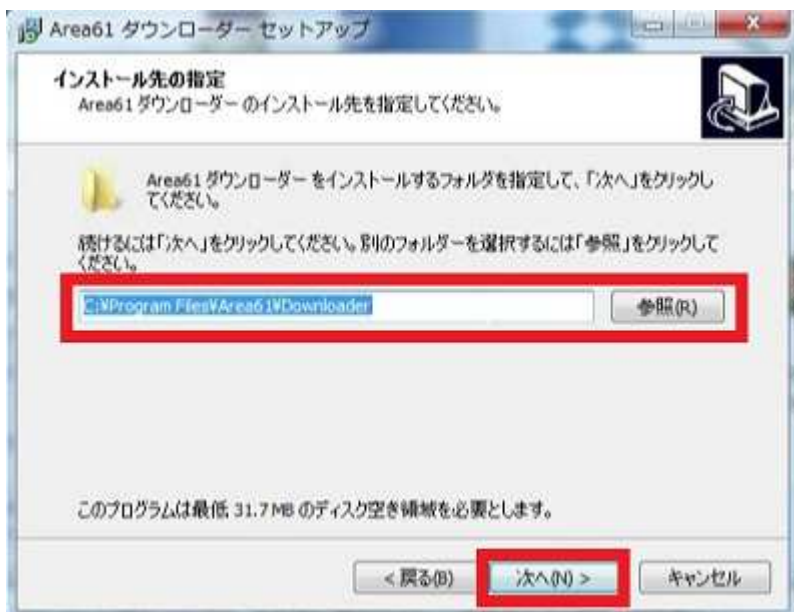 Area61 ダウンローダー セットアップ
インストール先の指定
Area61 ダウンローダー のインストール先を指定してください。
Area61 ダウンローダー をインストールするフォルダを指定して、「次へ」をクリックし
てください。
続けるには「次へ」をクリックしてください。別のフォルダーを選択するには「参照」をクリックして
ください。
C:¥Program Files¥Area61¥Downloader
参照(R)
このプログラムは最低 31.7 MB のディスク空き領域を必要とします。
< 戻る(B)
次へ(N) >
キャンセル